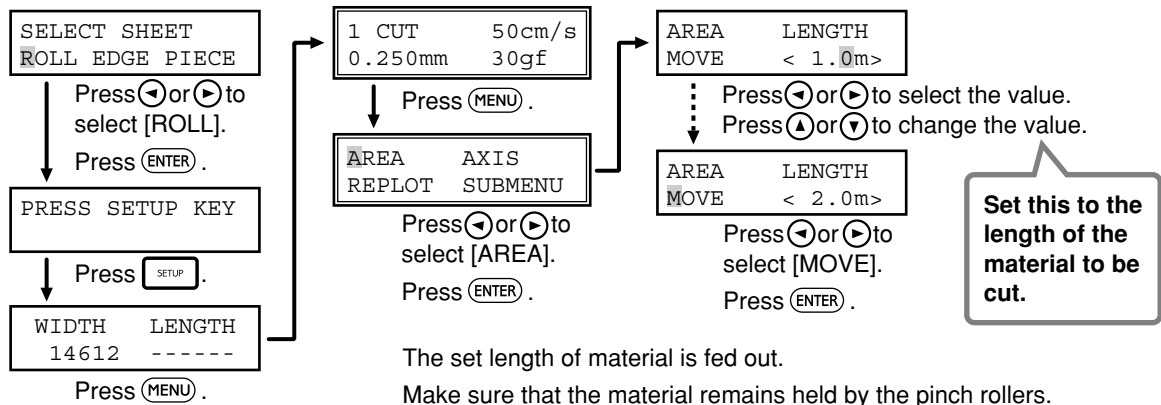 SELECT SHEET
ROLL EDGE PIECE
Press ◀ or ▶ to
select [ROLL].
Press ENTER .
PRESS SETUP KEY
Press SETUP .
WIDTH LENGTH
14612 ------
Press MENU .
1 CUT 50cm/s
0.250mm 30gf
Press MENU .
AREA AXIS
REPLOT SUBMENU
Press ◀ or ▶ to
select [AREA].
Press ENTER .
AREA LENGTH
MOVE < 1.0m>
Press ◀ or ▶ to select the value.
Press ▲ or ▼ to change the value.
AREA LENGTH
MOVE < 2.0m>
Press ◀ or ▶ to
select [MOVE].
Press ENTER .
Set this to the
length of the
material to be
cut.
The set length of material is fed out.
Make sure that the material remains held by the pinch rollers.